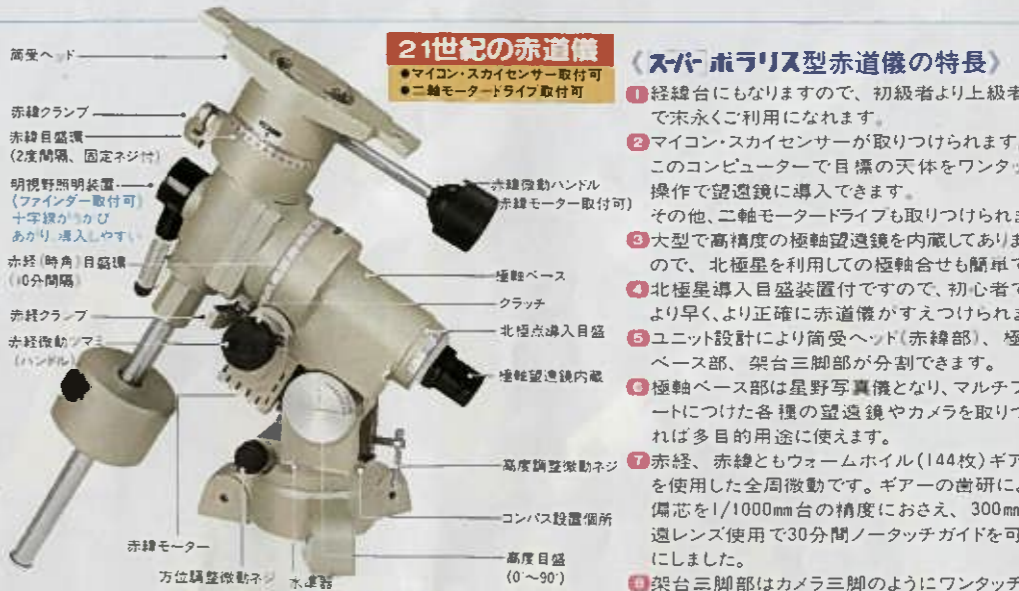 21世紀の赤道儀
●マイコン・スカイセンサー取付可
●二軸モータードライブ取付可
筒受ヘッド
赤緯クランプ
赤緯目盛環
(2度間隔、固定ネジ付)
明視野照明装置
(ファインダー取付可)
十字線がうかび
あがり導入しやすい
赤経(時角)目盛環
(10分間隔)
赤経クランプ
赤経微動ツマミ
(ハンドル)
赤緯モーター
方位調整微動ネジ
水準器
赤緯微動ハンドル
赤緯モーター取付可)
極軸ベース
クラッチ
北極点導入目盛
極軸望遠鏡内蔵
高度調整微動ネジ
コンパス設置個所
高度目盛
(0°~90°)
《スーパーポラリス型赤道儀の特長》
1 経緯台にもなりますので、初級者より上級者
で末永くご利用になれます。
2 マイコン・スカイセンサーが取りつけられます。
このコンピューターで目標の天体をワンタッ
操作で望遠鏡に導入できます。
その他、二軸モータードライブも取りつけられま
3 大型で高精度の極軸望遠鏡を内蔵してありま
ので、北極星を利用しての極軸合せも簡単で
4 北極星導入目盛装置付ですので、初心者で
より早く、より正確に赤道儀がすえつけられま
5 ユニット設計により筒受ヘッド(赤緯部)、極
ベース部、架台三脚部が分割できます。
6 極軸ベース部は星野写真儀となり、マルチプ
ートにつけた各種の望遠鏡やカメラを取りつ
れば多目的用途に使えます。
7 赤経、赤緯ともウォームホイル(144枚)ギア
を使用した全周微動です。ギアーの歯研によ
偏芯を1/1000mm台の精度におさえ、300mm
遠レンズ使用で30分間ノータッチガイドを可
にしました。
8 架台三脚部はカメラ三脚のようにワンタッチ